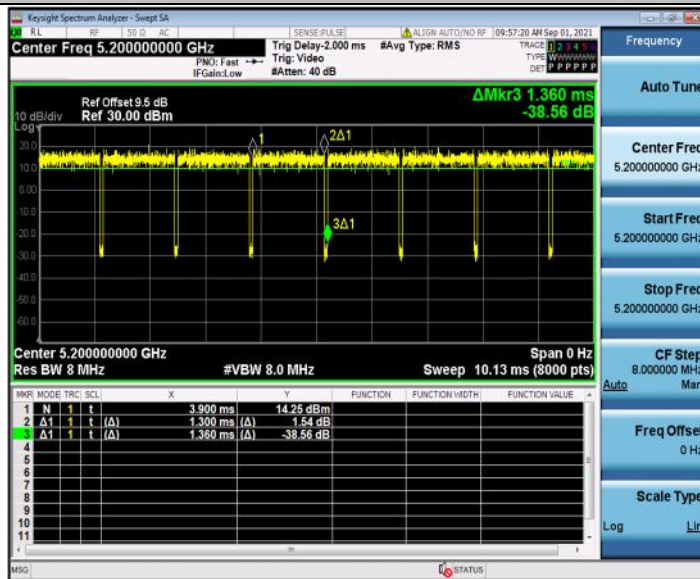 Keysight Spectrum Analyzer - Swept SA
RL RF 50 Ω AC SENSE:PULSE ALIGN AUTO/NO RF 09:57:20 AM Sep 01, 2021
Center Freq 5.200000000 GHz
PNO: Fast
IFGain:Low
Trig Delay-2.000 ms
Trig: Video
#Atten: 40 dB
#Avg Type: RMS
TRACE 1 2 3 4 5 6
TYPE WWWWWW
DET P P P P P P
Ref Offset 9.5 dB
Ref 30.00 dBm
10 dB/div
Log
ΔMkr3 1.360 ms
-38.56 dB
20.0
10.0
0.00
-10.0
-20.0
-30.0
-40.0
-50.0
-60.0
1
2Δ1
3Δ1
Center 5.200000000 GHz
Span 0 Hz
Res BW 8 MHz
#VBW 8.0 MHz
Sweep 10.13 ms (8000 pts)
MKR MODE TRC SCL X Y FUNCTION FUNCTION WIDTH FUNCTION VALUE
1 N 1 t 3.900 ms 14.25 dBm
2 Δ1 1 t (Δ) 1.300 ms (Δ) 1.54 dB
3 Δ1 1 t (Δ) 1.360 ms (Δ) -38.56 dB
4
5
6
7
8
9
10
11
MSG
STATUS
Frequency
Auto Tune
Center Freq
5.200000000 GHz
Start Freq
5.200000000 GHz
Stop Freq
5.200000000 GHz
CF Step
8.000000 MHz
Auto Man
Freq Offset
0 Hz
Scale Type
Log Lin